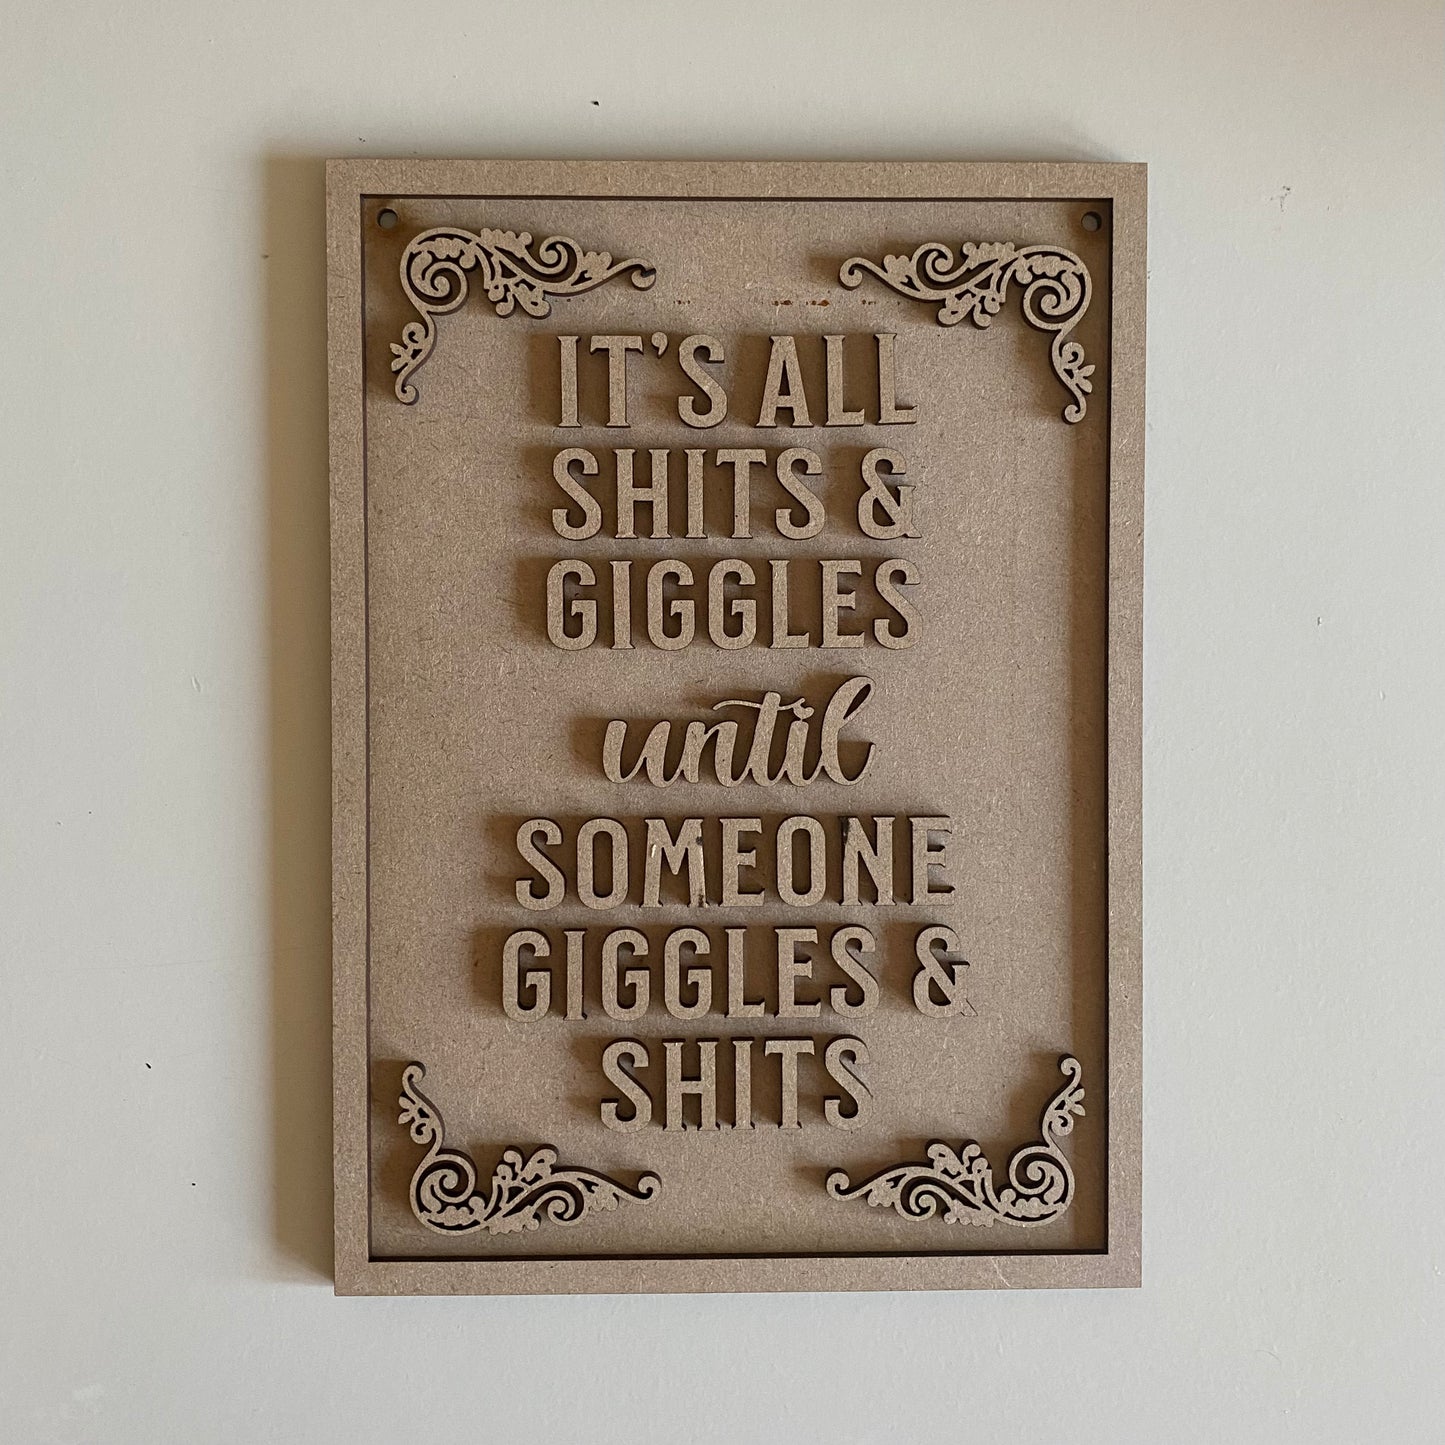 IT'S ALL
SHITS &
GIGGLES
until
SOMEONE
GIGGLES &
SHITS